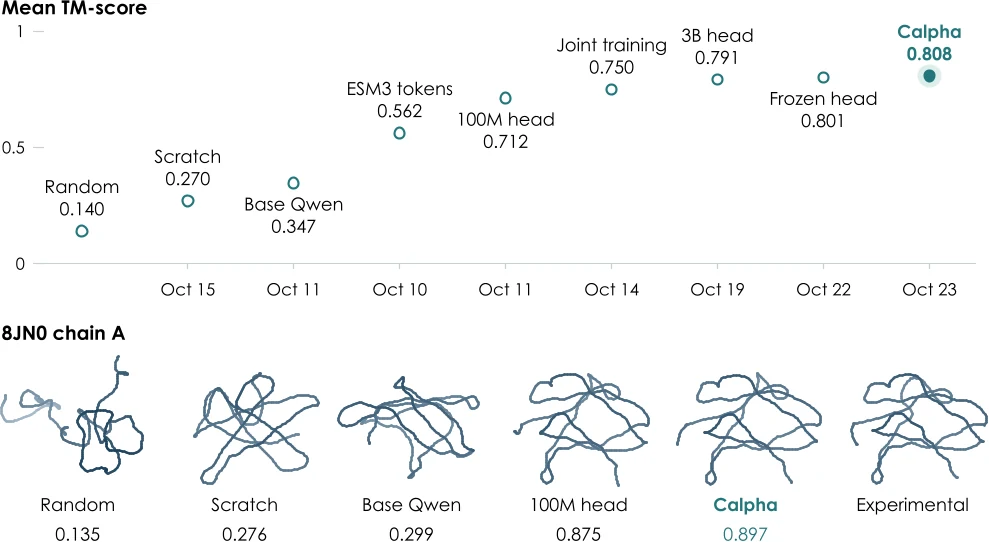 Mean TM-score
1
0.5
0
Random
0.140
Scratch
0.270
Base Qwen
0.347
ESM3 tokens
0.562
100M head
0.712
Joint training
0.750
3B head
0.791
Frozen head
0.801
Calpha
0.808
Oct 15 Oct 11 Oct 10 Oct 11 Oct 14 Oct 19 Oct 22 Oct 23
8JN0 chain A
Random Scratch Base Qwen 100M head Calpha Experimental
0.135 0.276 0.299 0.875 0.897